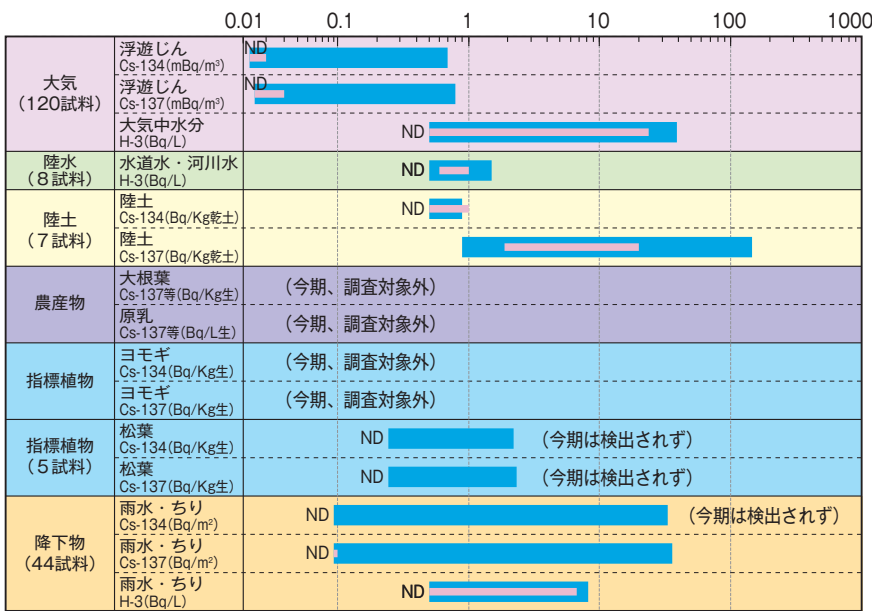 0.01 0.1 1 10 100 1000
大気
(120試料)
浮遊じん
Cs-134(mBq/m³)
ND
浮遊じん
Cs-137(mBq/m³)
ND
大気中水分
H-3(Bq/L)
ND
陸水
(8試料)
水道水・河川水
H-3(Bq/L)
ND
陸土
(7試料)
陸土
Cs-134(Bq/Kg乾土)
ND
陸土
Cs-137(Bq/Kg乾土)
農産物
大根葉
Cs-137等(Bq/Kg生)
(今期、調査対象外)
原乳
Cs-137等(Bq/L生)
(今期、調査対象外)
指標植物
ヨモギ
Cs-134(Bq/Kg生)
(今期、調査対象外)
ヨモギ
Cs-137(Bq/Kg生)
(今期、調査対象外)
指標植物
(5試料)
松葉
Cs-134(Bq/Kg生)
ND
(今期は検出されず)
松葉
Cs-137(Bq/Kg生)
ND
(今期は検出されず)
降下物
(44試料)
雨水・ちり
Cs-134(Bq/m²)
ND
(今期は検出されず)
雨水・ちり
Cs-137(Bq/m²)
ND
雨水・ちり
H-3(Bq/L)
ND